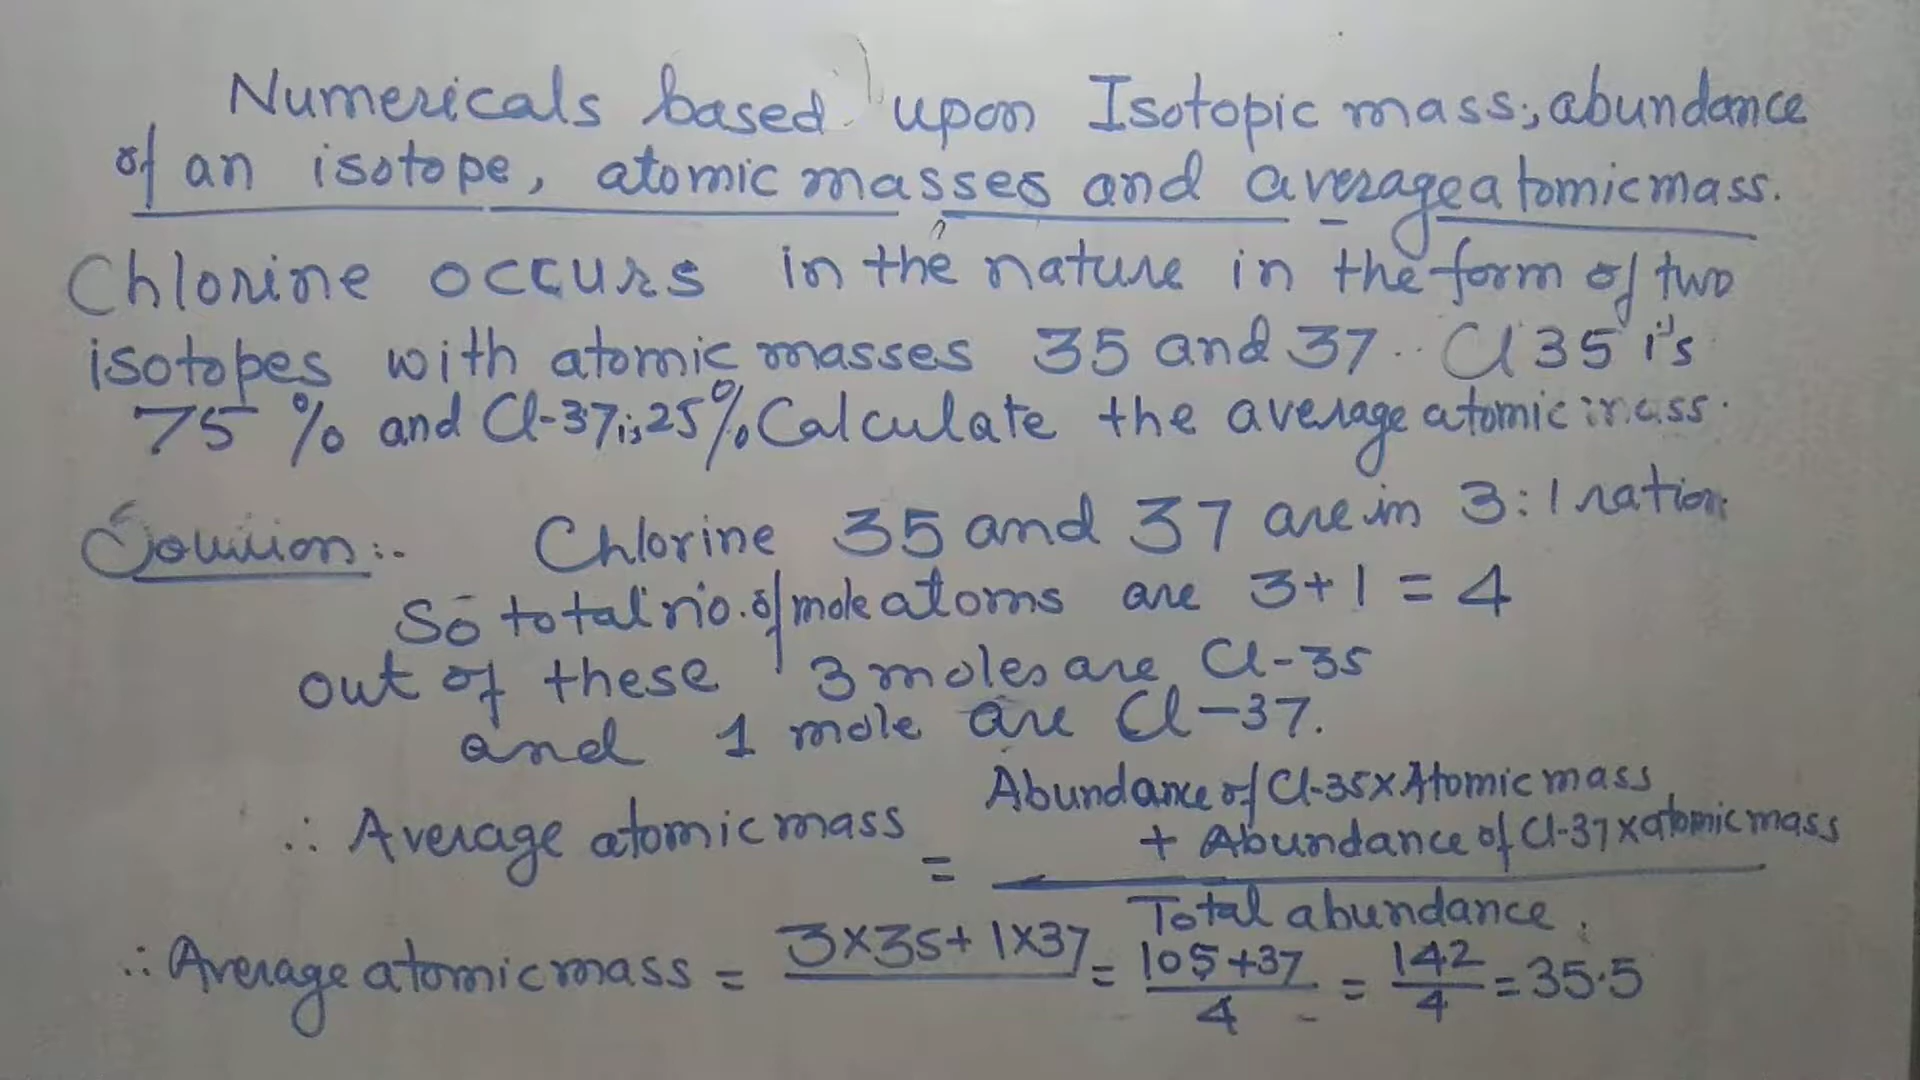 Numericals based upon Isotopic mass, abundance
of an isotope, atomic masses and average atomic mass.
Chlorine occurs in the nature in the form of two
isotopes with atomic masses 35 and 37. Cl 35 is
75% and Cl-37 is 25% Calculate the average atomic mass.
Solution :- Chlorine 35 and 37 are in 3:1 ration
So total no. of mole atoms are 3+1 = 4
out of these 3 moles are Cl-35
and 1 mole are Cl-37.
Abundance of Cl-35 x Atomic mass
+ Abundance of Cl-37 x atomic mass
∴ Average atomic mass =
Total abundance.
∴ Average atomic mass = 3×35+1×37 = 105+37/4 = 142/4 = 35.5